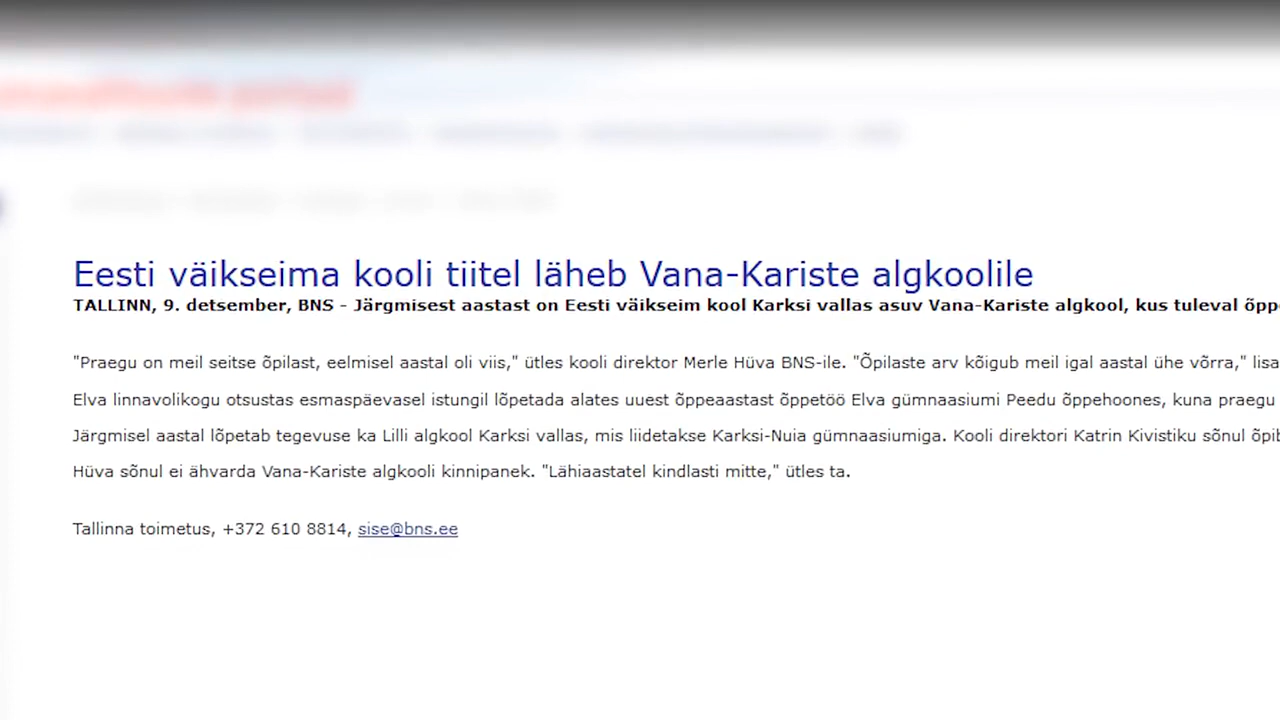 Eesti väikseima kooli tiitel läheb Vana-Kariste algkoolile
TALLINN, 9. detsember, BNS - Järgmisest aastast on Eesti väikseim kool Karksi vallas asuv Vana-Kariste algkool, kus tuleval
"Praegu on meil seitse õpilast, eelmisel aastal oli viis," ütles kooli direktor Merle Hüva BNS-ile. "Õpilaste arv kõigub meil igal aastal ühe võrra,"
Elva linnavolikogu otsustas esmaspäevasel istungil lõpetada alates uuest õppeaastast õppetöö Elva gümnaasiumi Peedu õppehoones, kuna praegu
Järgmisel aastal lõpetab tegevuse ka Lilli algkool Karksi vallas, mis liidetakse Karksi-Nuia gümnaasiumiga. Kooli direktori Katrin Kivistiku sõnul
Hüva sõnul ei ähvarda Vana-Kariste algkooli kinnipanek. "Lähiaastatel kindlasti mitte," ütles ta.
Tallinna toimetus, +372 610 8814, sise@bns.ee